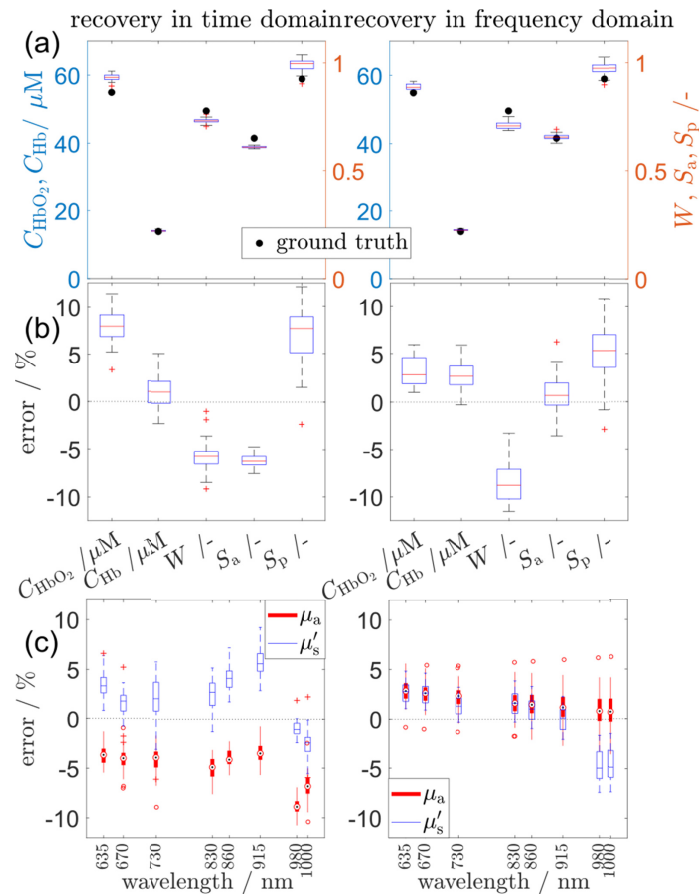 recovery in time domain recovery in frequency domain
(a)
C_HbO₂, C_Hb / μM
60
40
20
0
1
0.5
0
60
40
20
0
1
0.5
0
W, S_a, S_p /-
ground truth
(b)
error / %
10
5
0
-5
-10
10
5
0
-5
-10
C_HbO₂ /μM
C_Hb /μM
W /-
S_a /-
S_p /-
C_HbO₂ /μM
C_Hb /μM
W /-
S_a /-
S_p /-
(c)
error / %
10
5
0
-5
-10
μ_a
μ′_s
10
5
0
-5
-10
μ_a
μ′_s
635 670 730 830 860 915 980 1000
635 670 730 830 860 915 980 1000
wavelength / nm
wavelength / nm